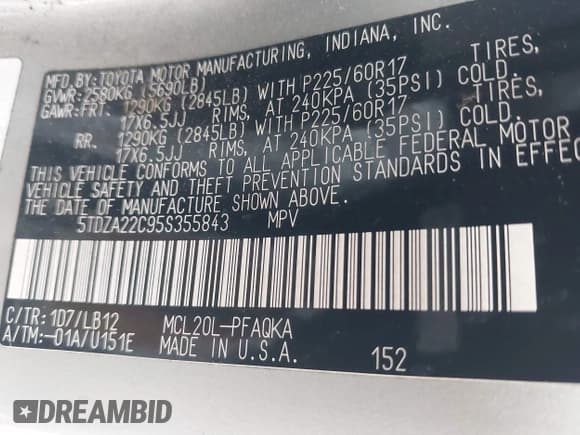 MFD.BY:TOYOTA MOTOR MANUFACTURING, INDIANA, INC.
GVWR: 2580KG (5690LB)
GAWR:FRT. 1290KG (2845LB) WITH P225/60R17 TIRES,
17X6.5JJ RIMS, AT 240KPA (35PSI) COLD.
RR. 1290KG (2845LB) WITH P225/60R17 TIRES,
17X6.5JJ RIMS, AT 240KPA (35PSI) COLD.
THIS VEHICLE CONFORMS TO ALL APPLICABLE FEDERAL MOTOR
VEHICLE SAFETY AND THEFT PREVENTION STANDARDS IN EFFEC
THE DATE OF MANUFACTURE SHOWN ABOVE.
5TDZA22C95S355843 MPV
C/TR: 1D7/LB12 MCL20L-PFAQKA
A/TM:-01A/U151E MADE IN U.S.A. 152
DREAMBID